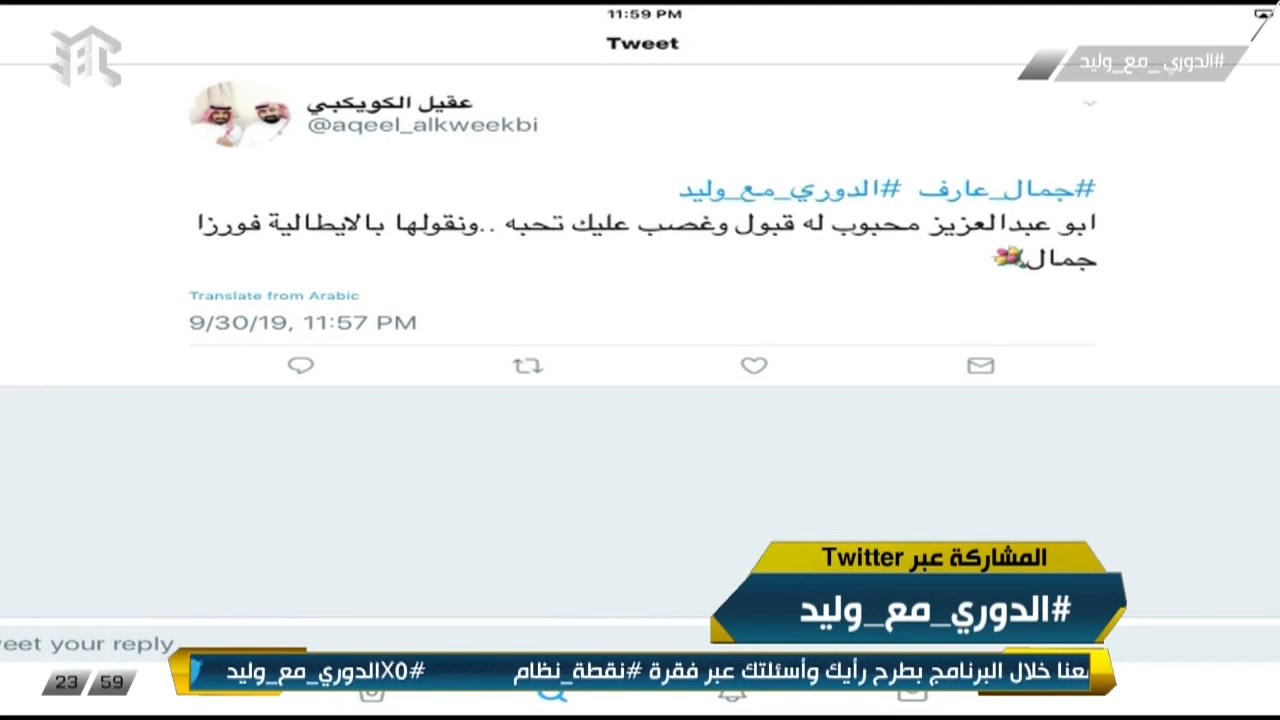 11:59 PM
Tweet
#الدوري _مع_وليد
عقيل الكويكبي
@aqeel_alkweekbi
#جمال_عارف #الدوري_مع_وليد
ابو عبدالعزيز محبوب له قبول وغصب عليك تحبه ..ونقولها بالايطالية فورزا
جمال
Translate from Arabic
9/30/19, 11:57 PM
المشاركة عبر Twitter
#الدوري_مع_وليد
eet your reply
خلال البرنامج بطرح رأيك وأسئلتك عبر فقرة #نقطة_نظام
#الدوري_مع_وليد
23 59